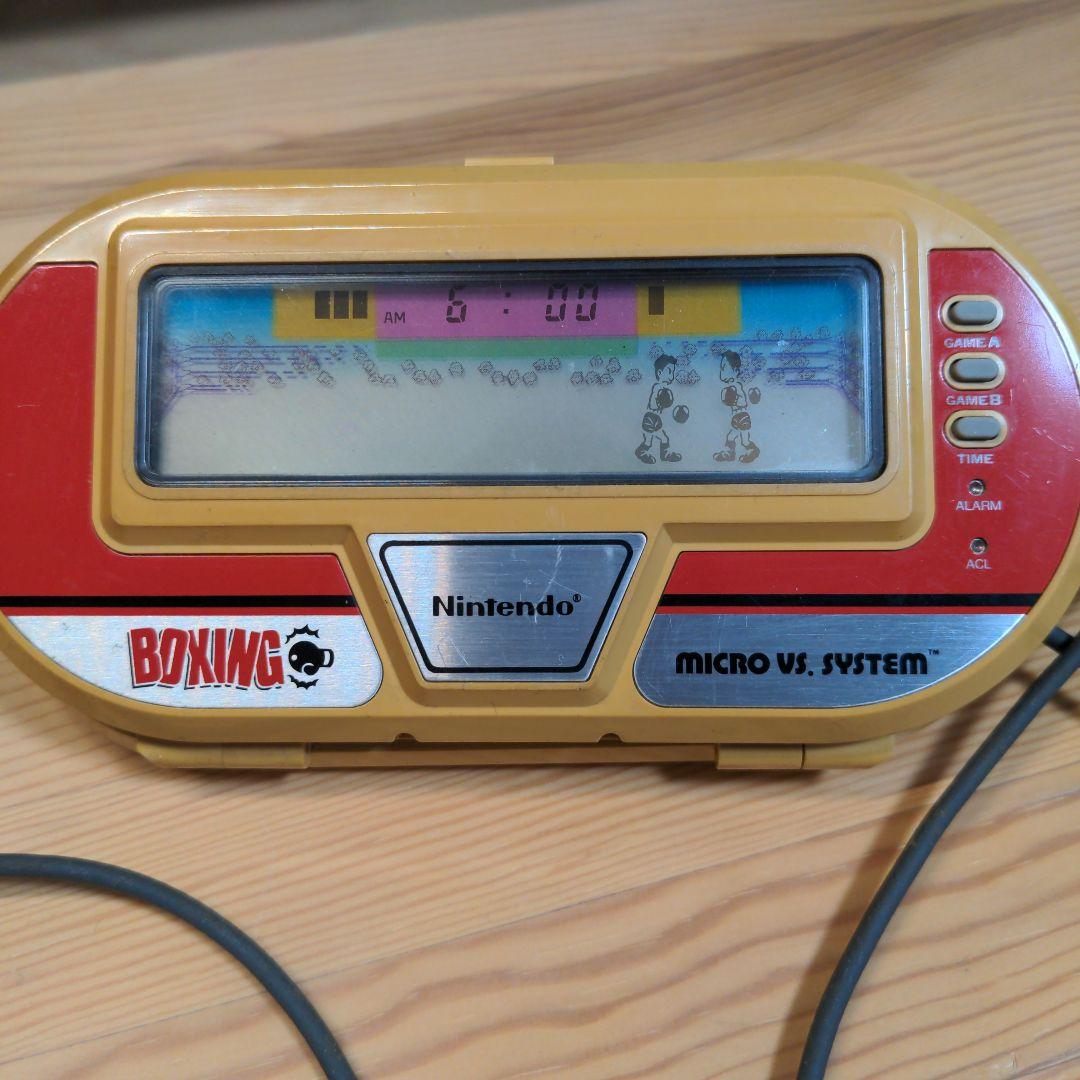 AM 6:00
GAME A
GAME B
TIME
ALARM
ACL
Nintendo®
BOXING
MICRO VS. SYSTEM™